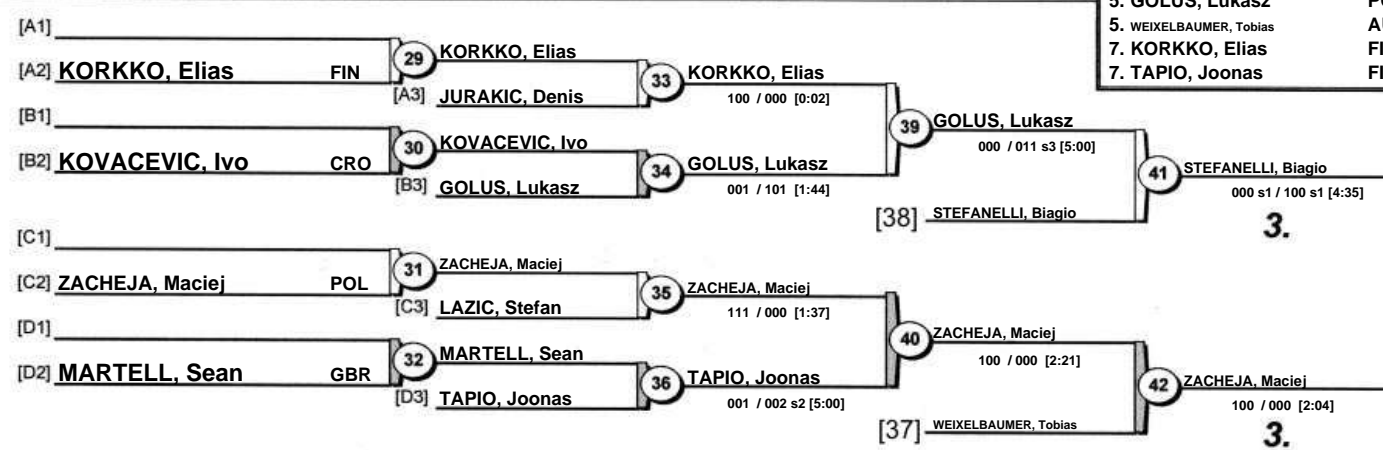 5. GOLUS, Lukasz
5. WEIXELBAUMER, Tobias
7. KORKKO, Elias
7. TAPIO, Joonas
[A1]
[A2] KORKKO, Elias FIN
29
KORKKO, Elias
[A3] JURAKIC, Denis
33
KORKKO, Elias
100 / 000 [0:02]
[B1]
[B2] KOVACEVIC, Ivo CRO
30
KOVACEVIC, Ivo
[B3] GOLUS, Lukasz
34
GOLUS, Lukasz
001 / 101 [1:44]
39
GOLUS, Lukasz
000 / 011 s3 [5:00]
[38] STEFANELLI, Biagio
41
STEFANELLI, Biagio
000 s1 / 100 s1 [4:35]
3.
[C1]
[C2] ZACHEJA, Maciej POL
31
ZACHEJA, Maciej
[C3] LAZIC, Stefan
35
ZACHEJA, Maciej
111 / 000 [1:37]
[D1]
[D2] MARTELL, Sean GBR
32
MARTELL, Sean
[D3] TAPIO, Joonas
36
TAPIO, Joonas
001 / 002 s2 [5:00]
40
ZACHEJA, Maciej
100 / 000 [2:21]
[37] WEIXELBAUMER, Tobias
42
ZACHEJA, Maciej
100 / 000 [2:04]
3.